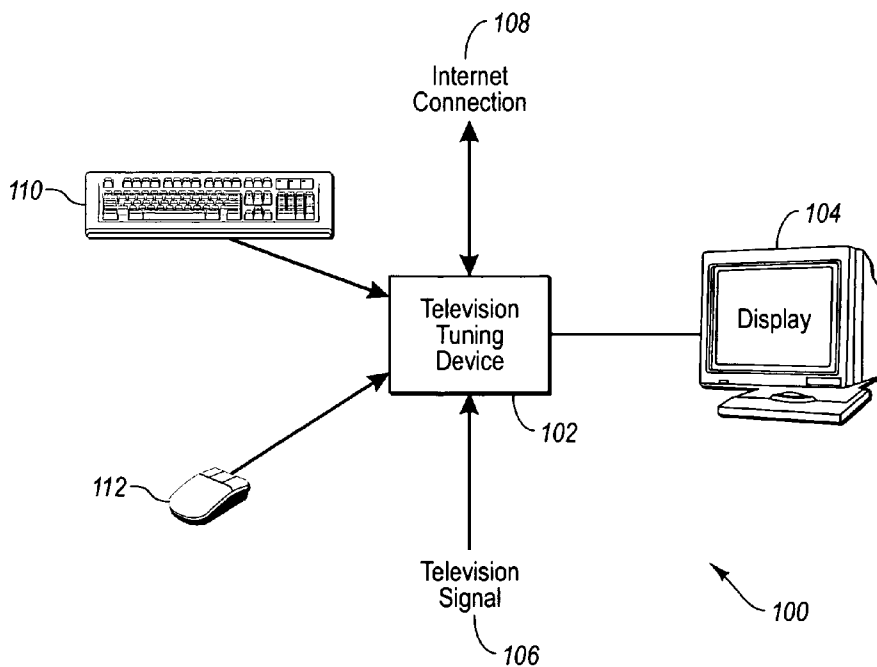 108
Internet
Connection
110
104
Display
Television
Tuning
Device
102
112
Television
Signal
106
100